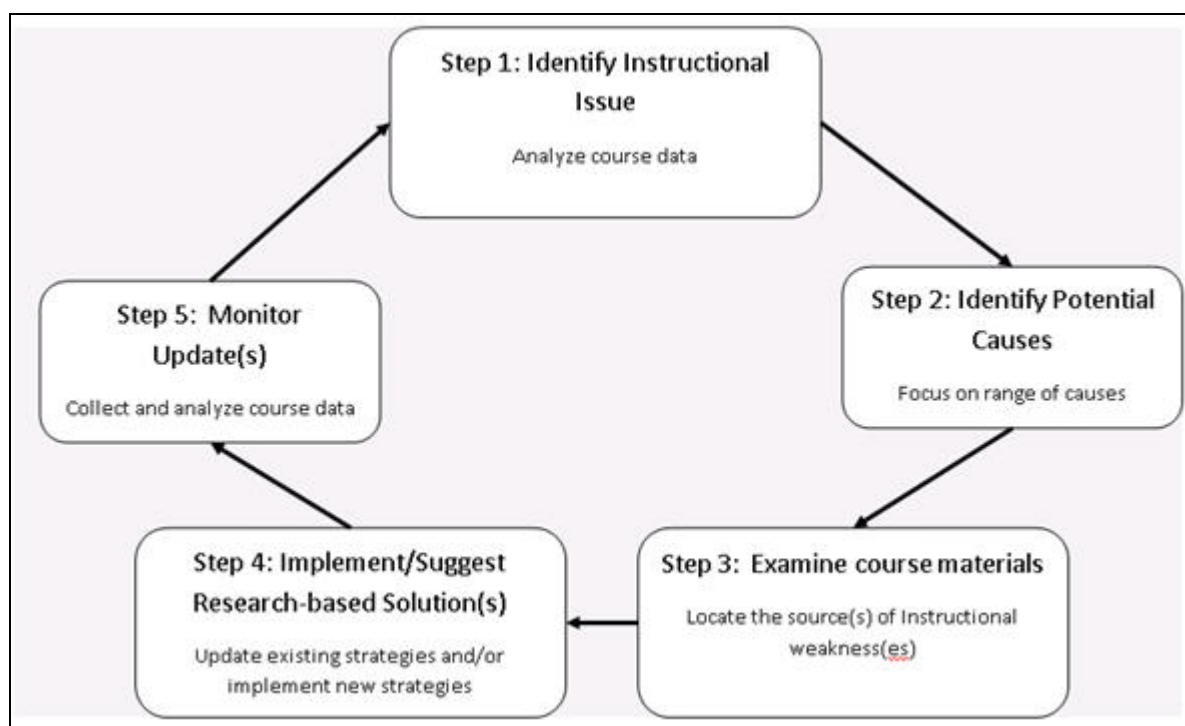 Step 1: Identify Instructional
Issue
Analyze course data
Step 2: Identify Potential
Causes
Focus on range of causes
Step 3:  Examine course materials
Locate the source(s) of Instructional
weakness(es)
Step 4: Implement/Suggest
Research-based Solution(s)
Update existing strategies and/or
implement new strategies
Step 5:  Monitor
Update(s)
Collect and analyze course data